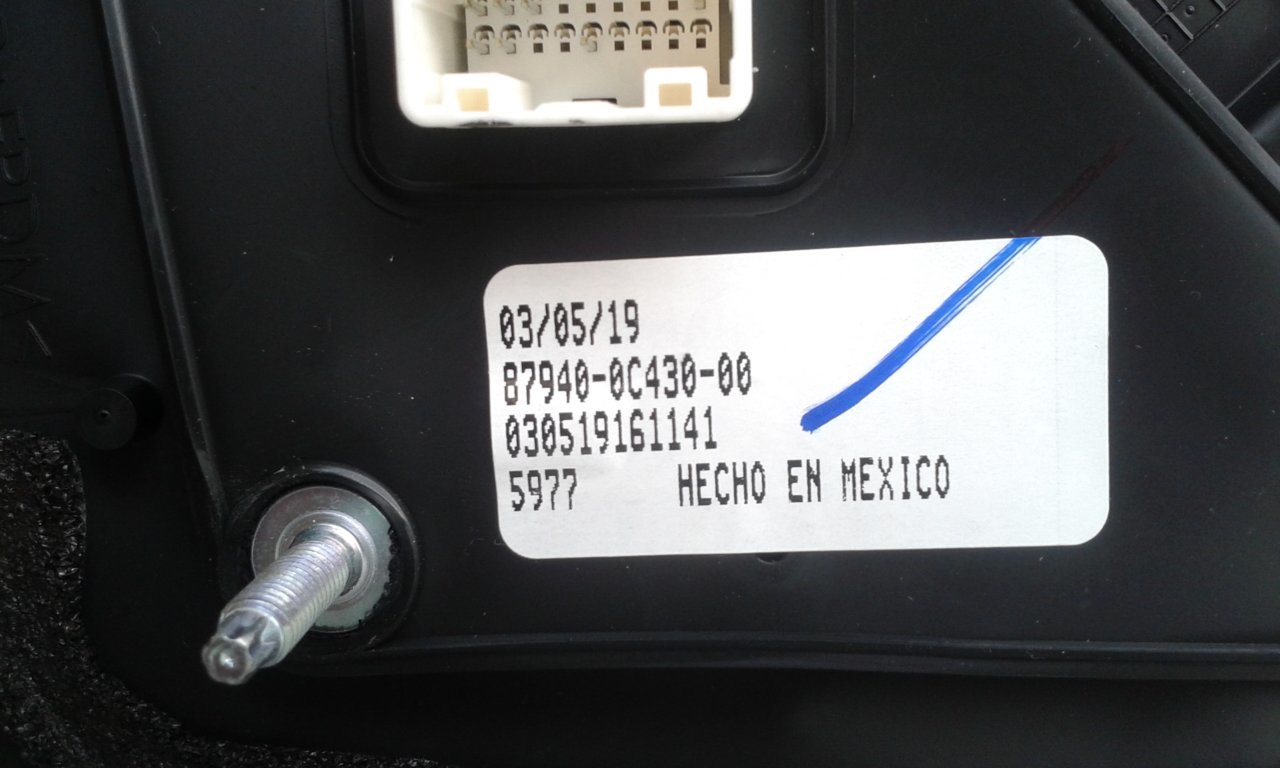 03/05/19
87940-0C430-00
030519161141
5977 HECHO EN MEXICO